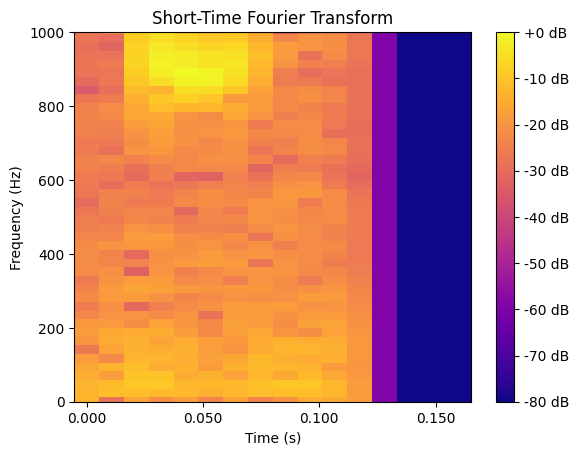 Short-Time Fourier Transform
1000
800
600
400
200
0
Frequency (Hz)
0.000
0.050
0.100
0.150
Time (s)
+0 dB
-10 dB
-20 dB
-30 dB
-40 dB
-50 dB
-60 dB
-70 dB
-80 dB